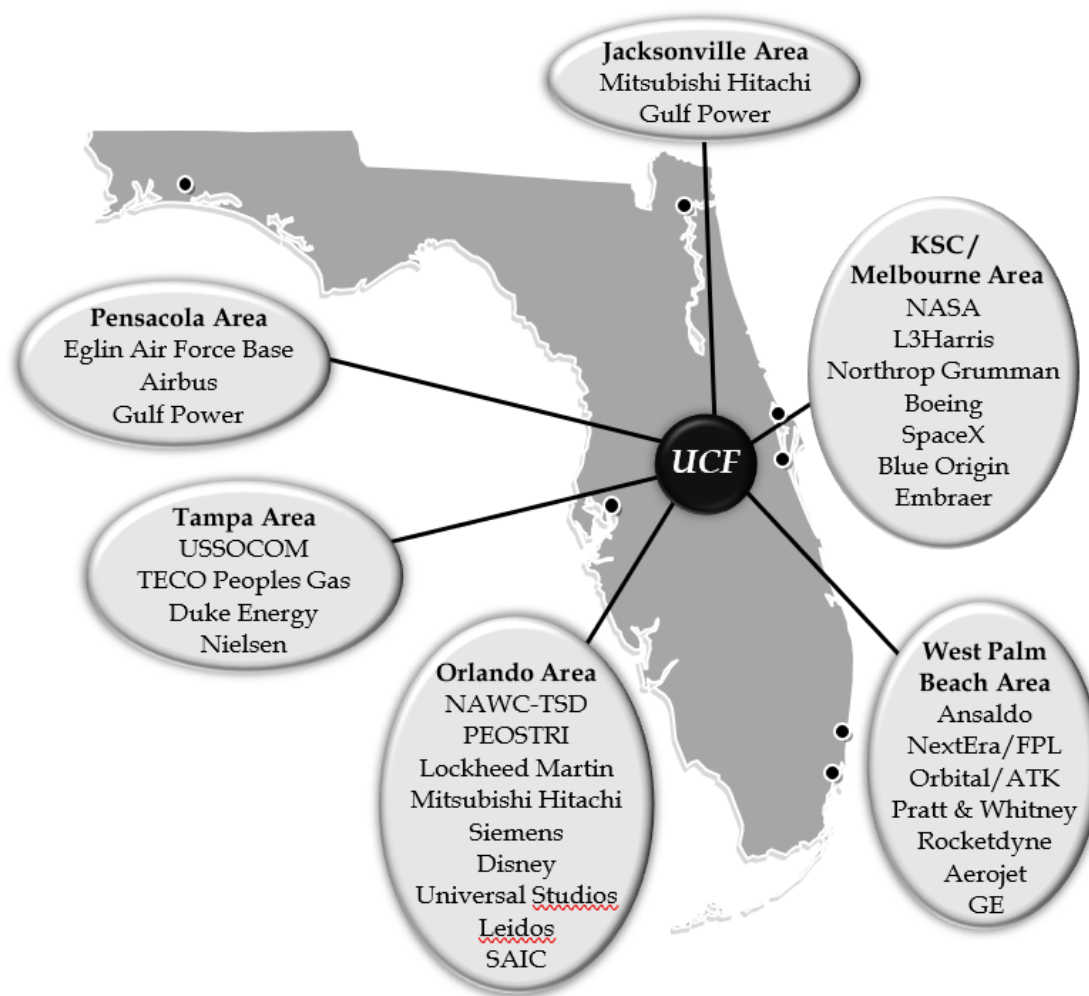 Jacksonville Area
Mitsubishi Hitachi
Gulf Power
KSC/
Melbourne Area
NASA
L3Harris
Northrop Grumman
Boeing
SpaceX
Blue Origin
Embraer
Pensacola Area
Eglin Air Force Base
Airbus
Gulf Power
UCF
Tampa Area
USSOCOM
TECO Peoples Gas
Duke Energy
Nielsen
Orlando Area
NAWC-TSD
PEOSTRI
Lockheed Martin
Mitsubishi Hitachi
Siemens
Disney
Universal Studios
Leidos
SAIC
West Palm
Beach Area
Ansaldo
NextEra/FPL
Orbital/ATK
Pratt & Whitney
Rocketdyne
Aerojet
GE